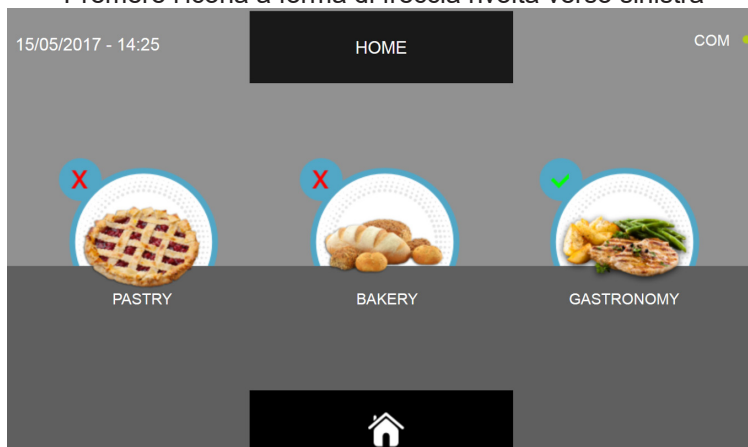 Premere l'icona a forma di freccia rivolta verso sinistra
15/05/2017 - 14:25
HOME
COM
X
X
PASTRY
BAKERY
GASTRONOMY